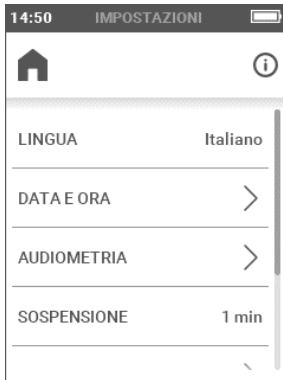 14:50 IMPOSTAZIONI
LINGUA Italiano
DATA E ORA
AUDIOMETRIA
SOSPENSIONE 1 min